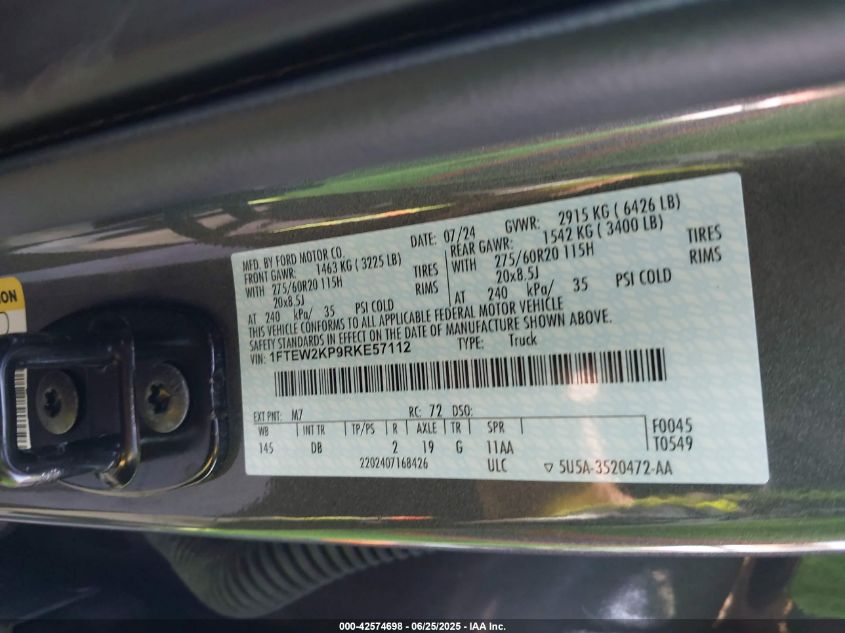 MFD. BY FORD MOTOR CO.
DATE: 07/24 GVWR: 2915 KG ( 6426 LB)
FRONT GAWR: 1463 KG ( 3225 LB)
REAR GAWR: 1542 KG ( 3400 LB)
WITH 275/60R20 115H TIRES
WITH 275/60R20 115H TIRES
20x8.5J RIMS
20x8.5J RIMS
AT 240 kPa/ 35 PSI COLD
AT 240 kPa/ 35 PSI COLD
THIS VEHICLE CONFORMS TO ALL APPLICABLE FEDERAL MOTOR VEHICLE
SAFETY STANDARDS IN EFFECT ON THE DATE OF MANUFACTURE SHOWN ABOVE.
VIN: 1FTEW2KP9RKE57112 TYPE: Truck
EXT PNT: M7 RC: 72 DSO:
WB INT TR TP/PS R AXLE TR SPR F0045
145 DB 2 19 G 11AA T0549
2202407168426 ULC 5U5A-3520472-AA
ION
000-42574698 - 06/25/2025 - IAA Inc.